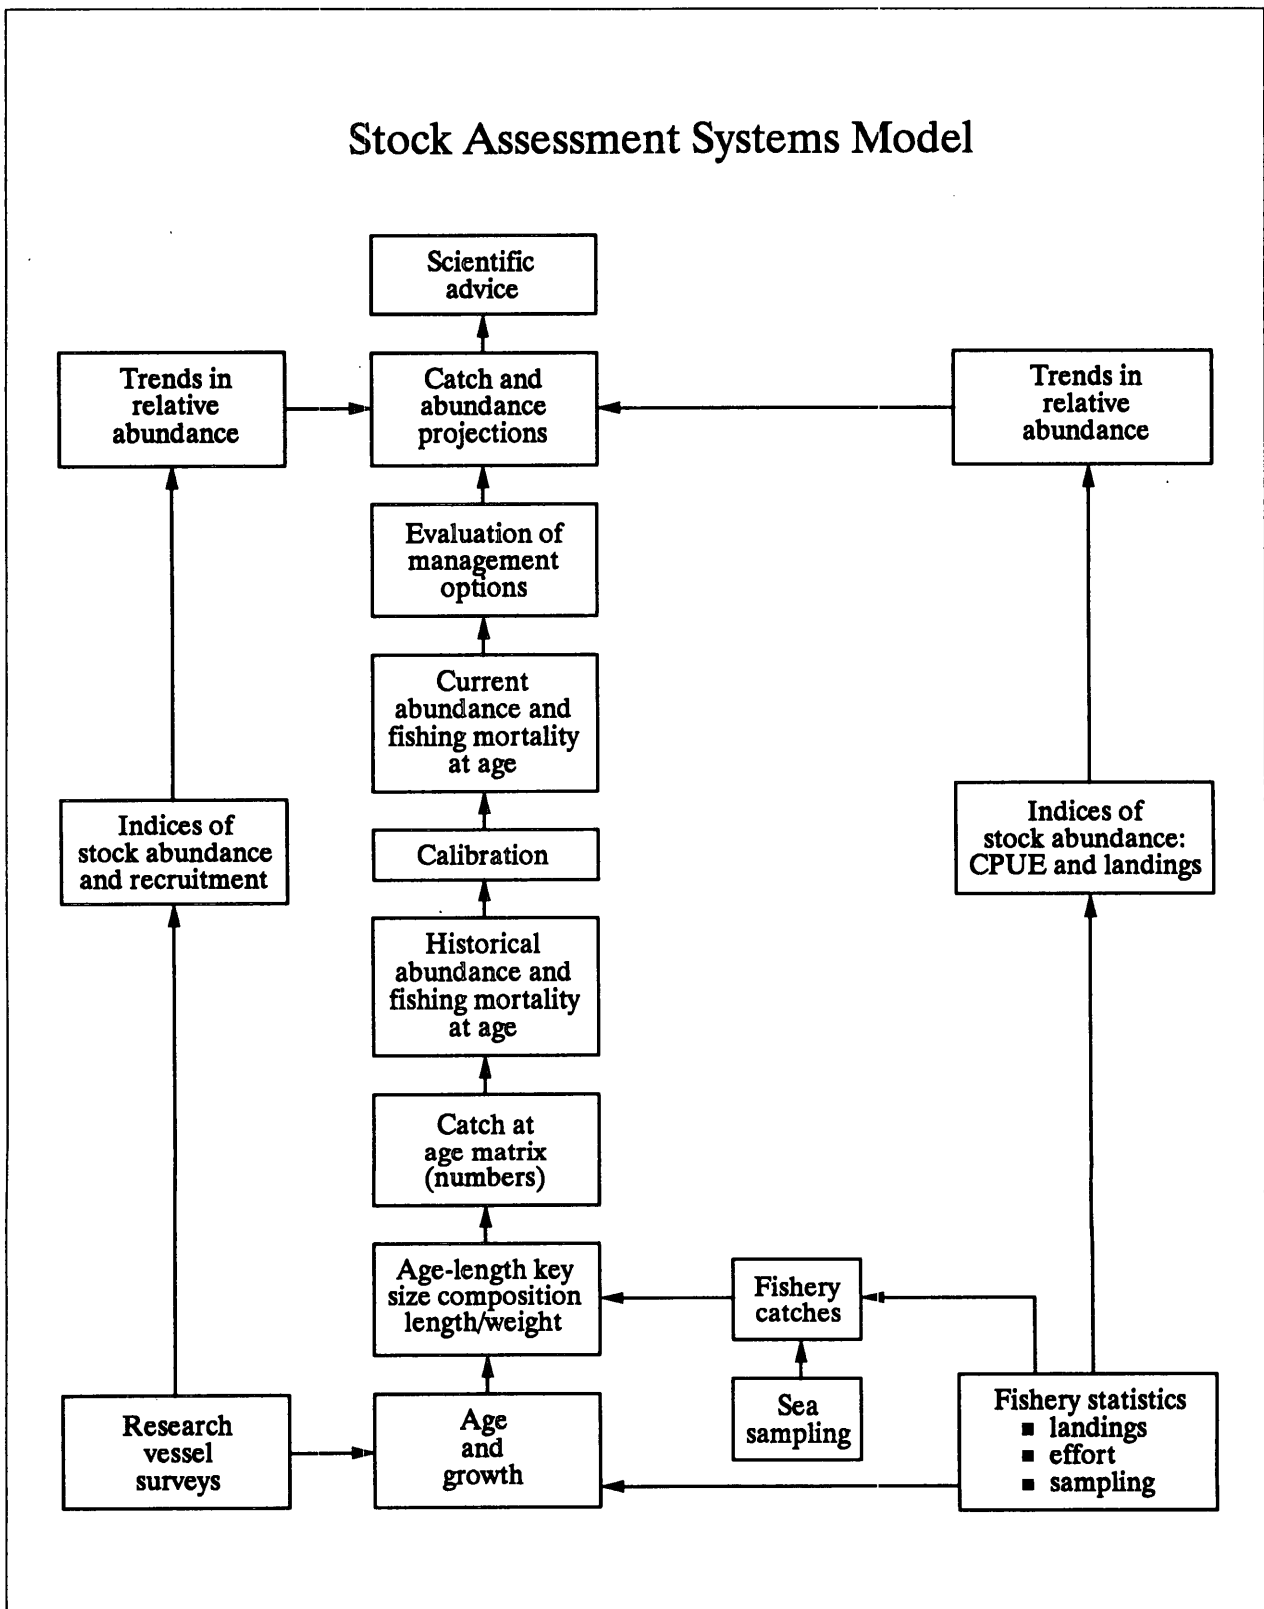 Stock Assessment Systems Model
Scientific
advice
Trends in
relative
abundance
Catch and
abundance
projections
Trends in
relative
abundance
Evaluation of
management
options
Current
abundance and
fishing mortality
at age
Indices of
stock abundance
and recruitment
Calibration
Indices of
stock abundance:
CPUE and landings
Historical
abundance and
fishing mortality
at age
Catch at
age matrix
(numbers)
Age-length key
size composition
length/weight
Fishery
catches
Research
vessel
surveys
Age
and
growth
Sea
sampling
Fishery statistics
■ landings
■ effort
■ sampling